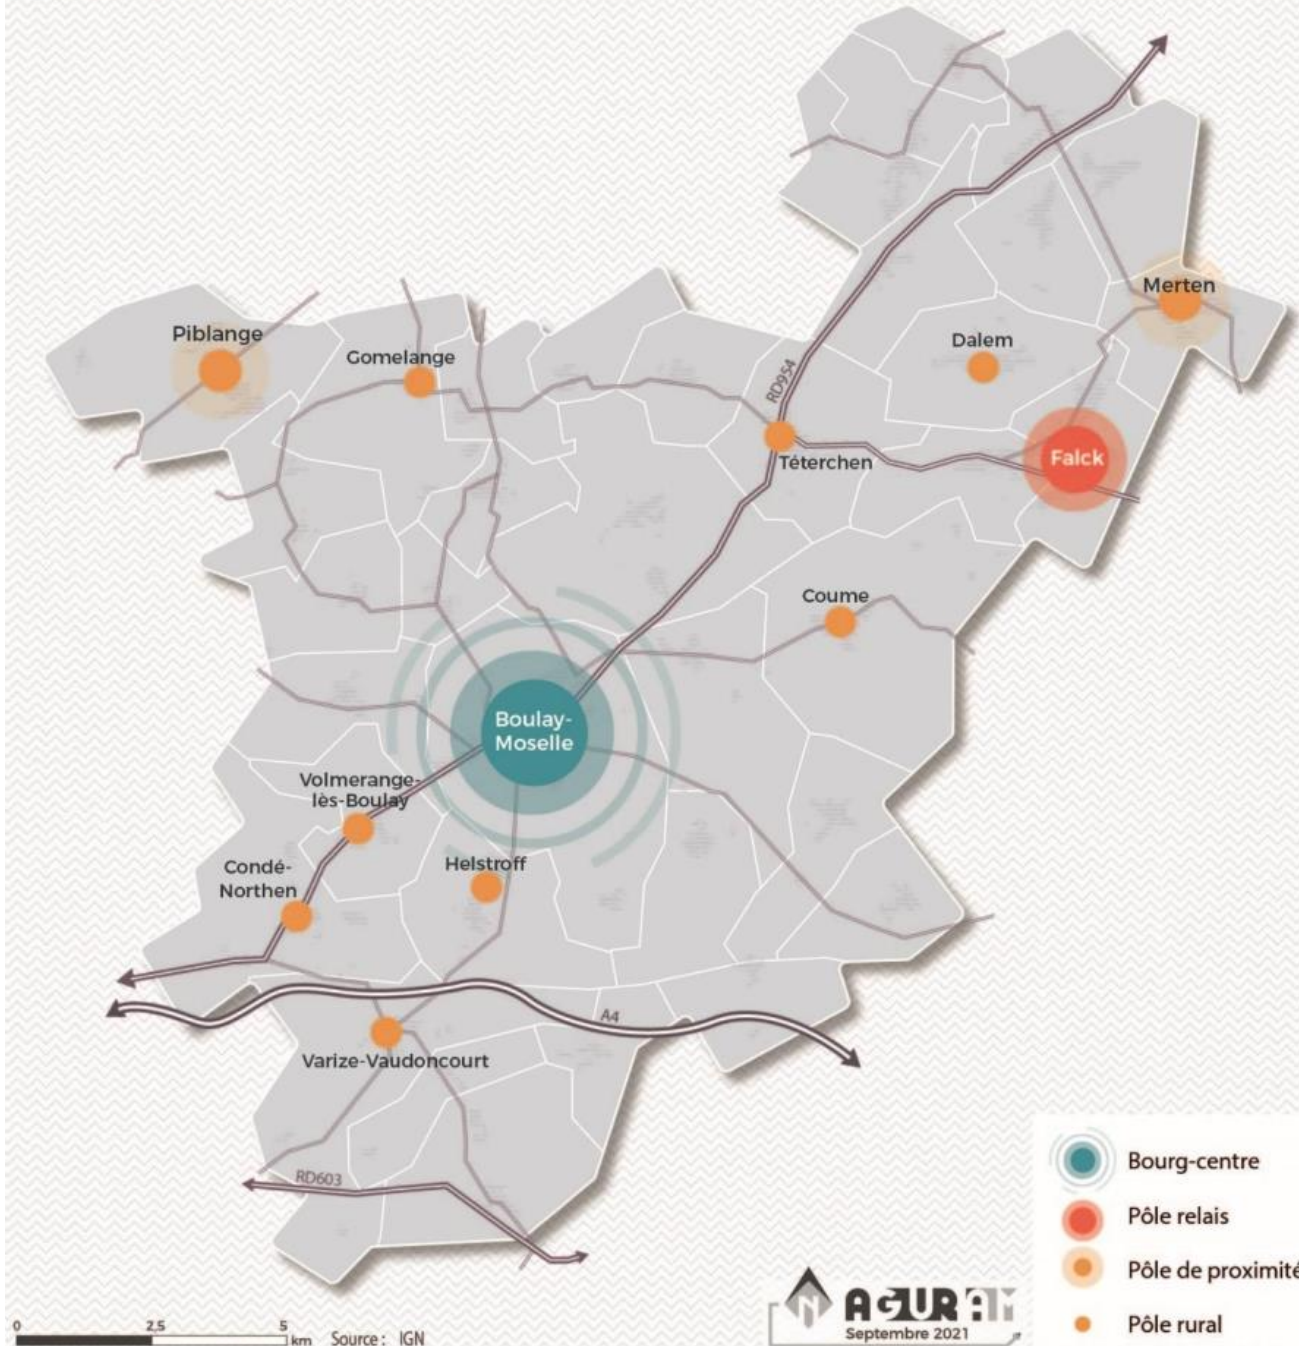 Merten
Piblange
Gomelange
Dalem
RD954
Téterchen
Falck
Coume
Boulay-
Moselle
Volmerange-
lès-Boulay
Condé-
Northen
Helstroff
A4
Varize-Vaudoncourt
RD603
Bourg-centre
Pôle relais
Pôle de proximité
Pôle rural
N
AGURAM
Septembre 2021
0 2,5 5 km
Source : IGN